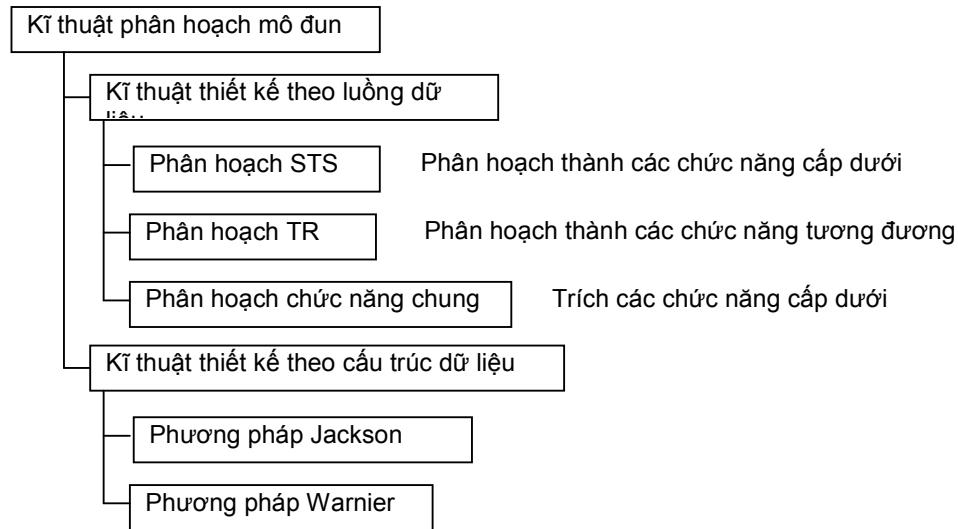 Kĩ thuật phân hoạch mô đun
Kĩ thuật thiết kế theo luồng dữ
Phân hoạch STS Phân hoạch thành các chức năng cấp dưới
Phân hoạch TR Phân hoạch thành các chức năng tương đương
Phân hoạch chức năng chung Trích các chức năng cấp dưới
Kĩ thuật thiết kế theo cấu trúc dữ liệu
Phương pháp Jackson
Phương pháp Warnier